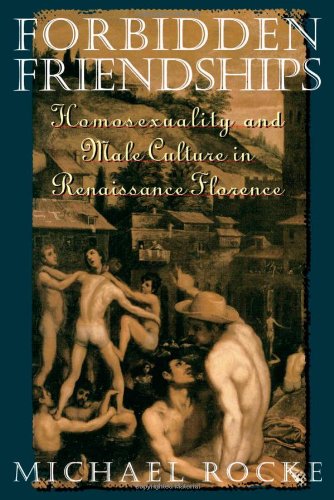 FORBIDDEN
FRIENDSHIPS
Homosexuality and
Male Culture in
Renaissance Florence
MICHAEL ROCKE